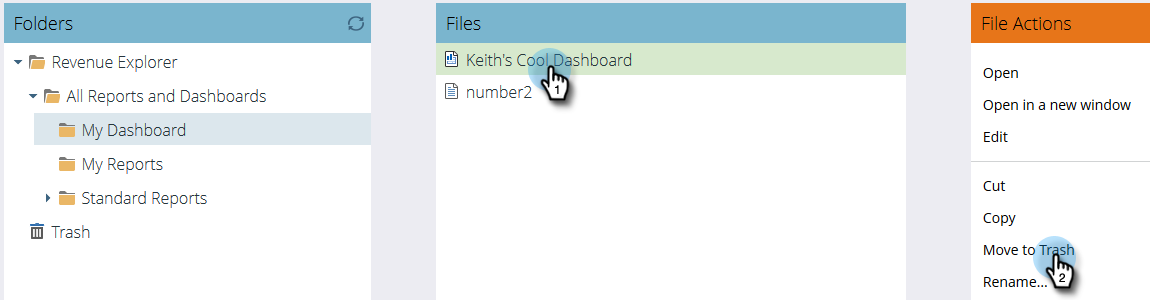 Folders
Revenue Explorer
All Reports and Dashboards
My Dashboard
My Reports
Standard Reports
Trash
Files
Keith's Cool Dashboard
1
number2
File Actions
Open
Open in a new window
Edit
Cut
Copy
Move to Trash
2
Rename...